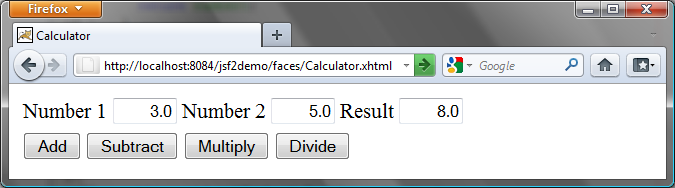 Firefox
Calculator
http://localhost:8084/jsf2demo/faces/Calculator.xhtml Google
Number 1 3.0 Number 2 5.0 Result 8.0
Add Subtract Multiply Divide